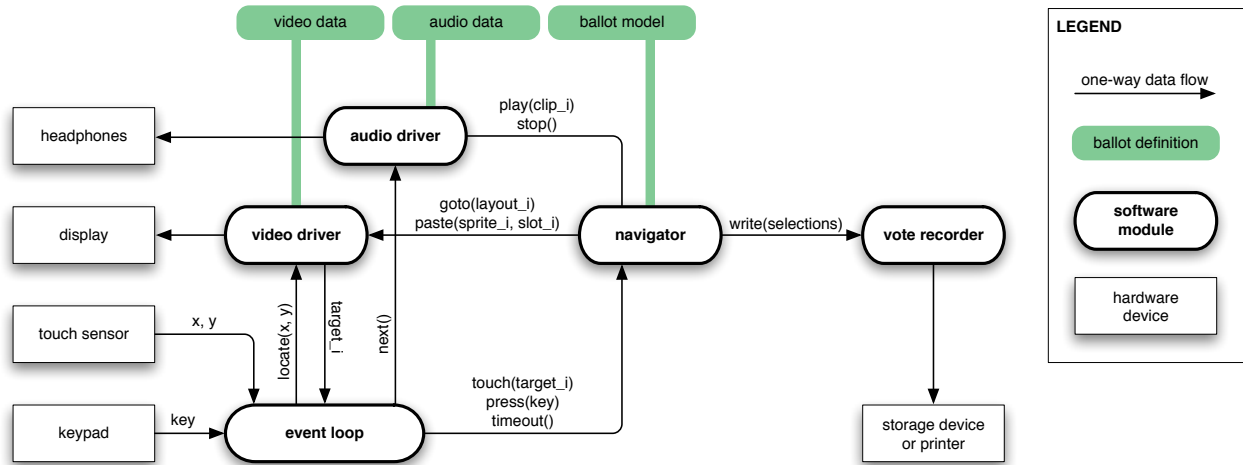 video data
audio data
ballot model
LEGEND
one-way data flow
ballot definition
software
module
hardware
device
headphones
audio driver
play(clip_i)
stop()
display
video driver
goto(layout_i)
paste(sprite_i, slot_i)
navigator
write(selections)
vote recorder
touch sensor
x, y
locate(x, y)
target_i
next()
keypad
key
event loop
touch(target_i)
press(key)
timeout()
storage device
or printer